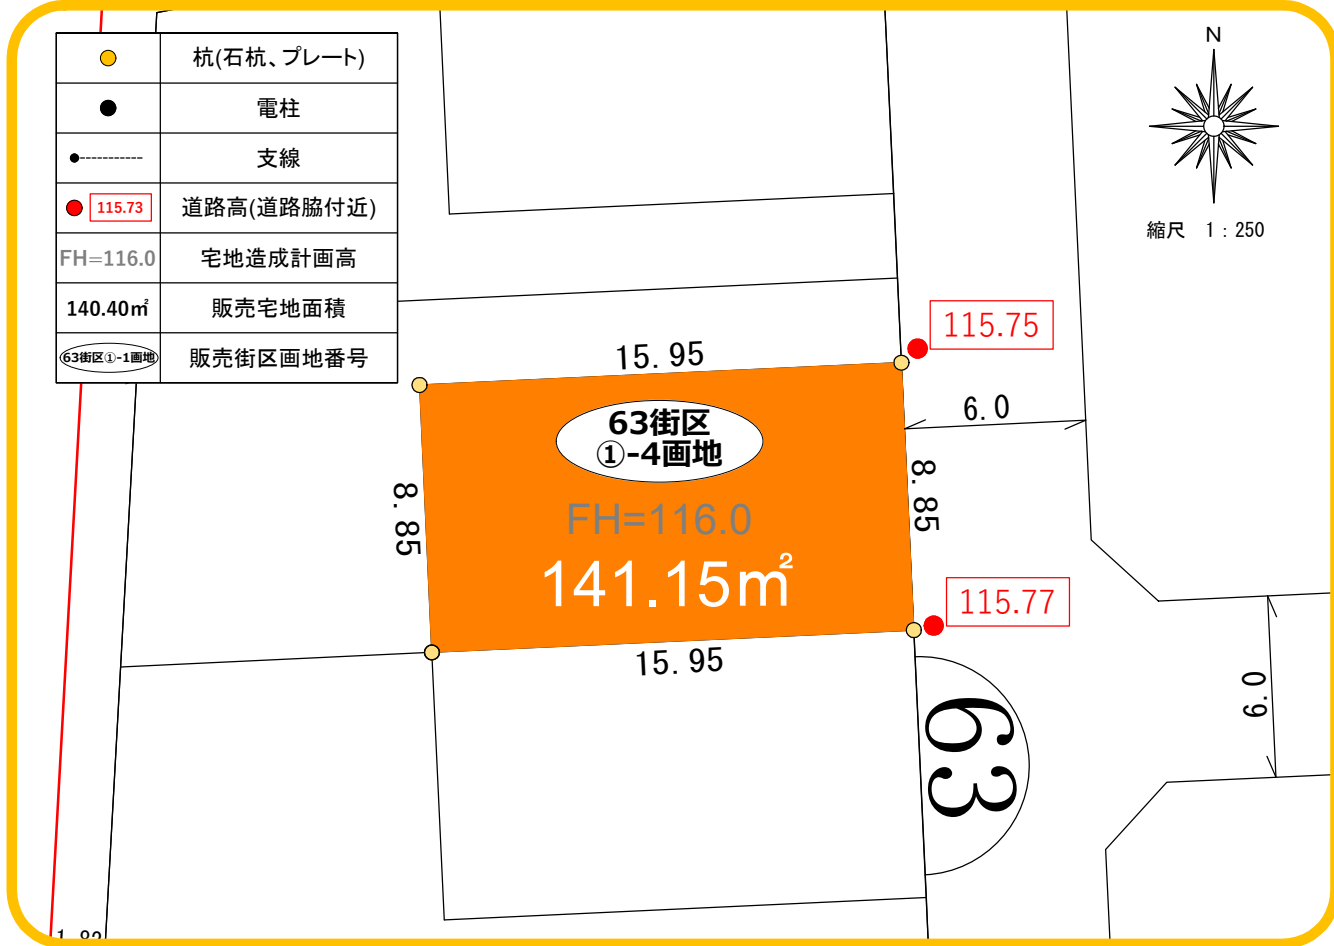 杭(石杭、プレート)
電柱
支線
115.73 道路高(道路脇付近)
FH=116.0 宅地造成計画高
140.40㎡ 販売宅地面積
63街区①-1画地 販売街区画地番号
N
縮尺 1:250
115.75
15.95
6.0
63街区
①-4画地
8.85
8.85
FH=116.0
141.15㎡
115.77
15.95
6.0
63